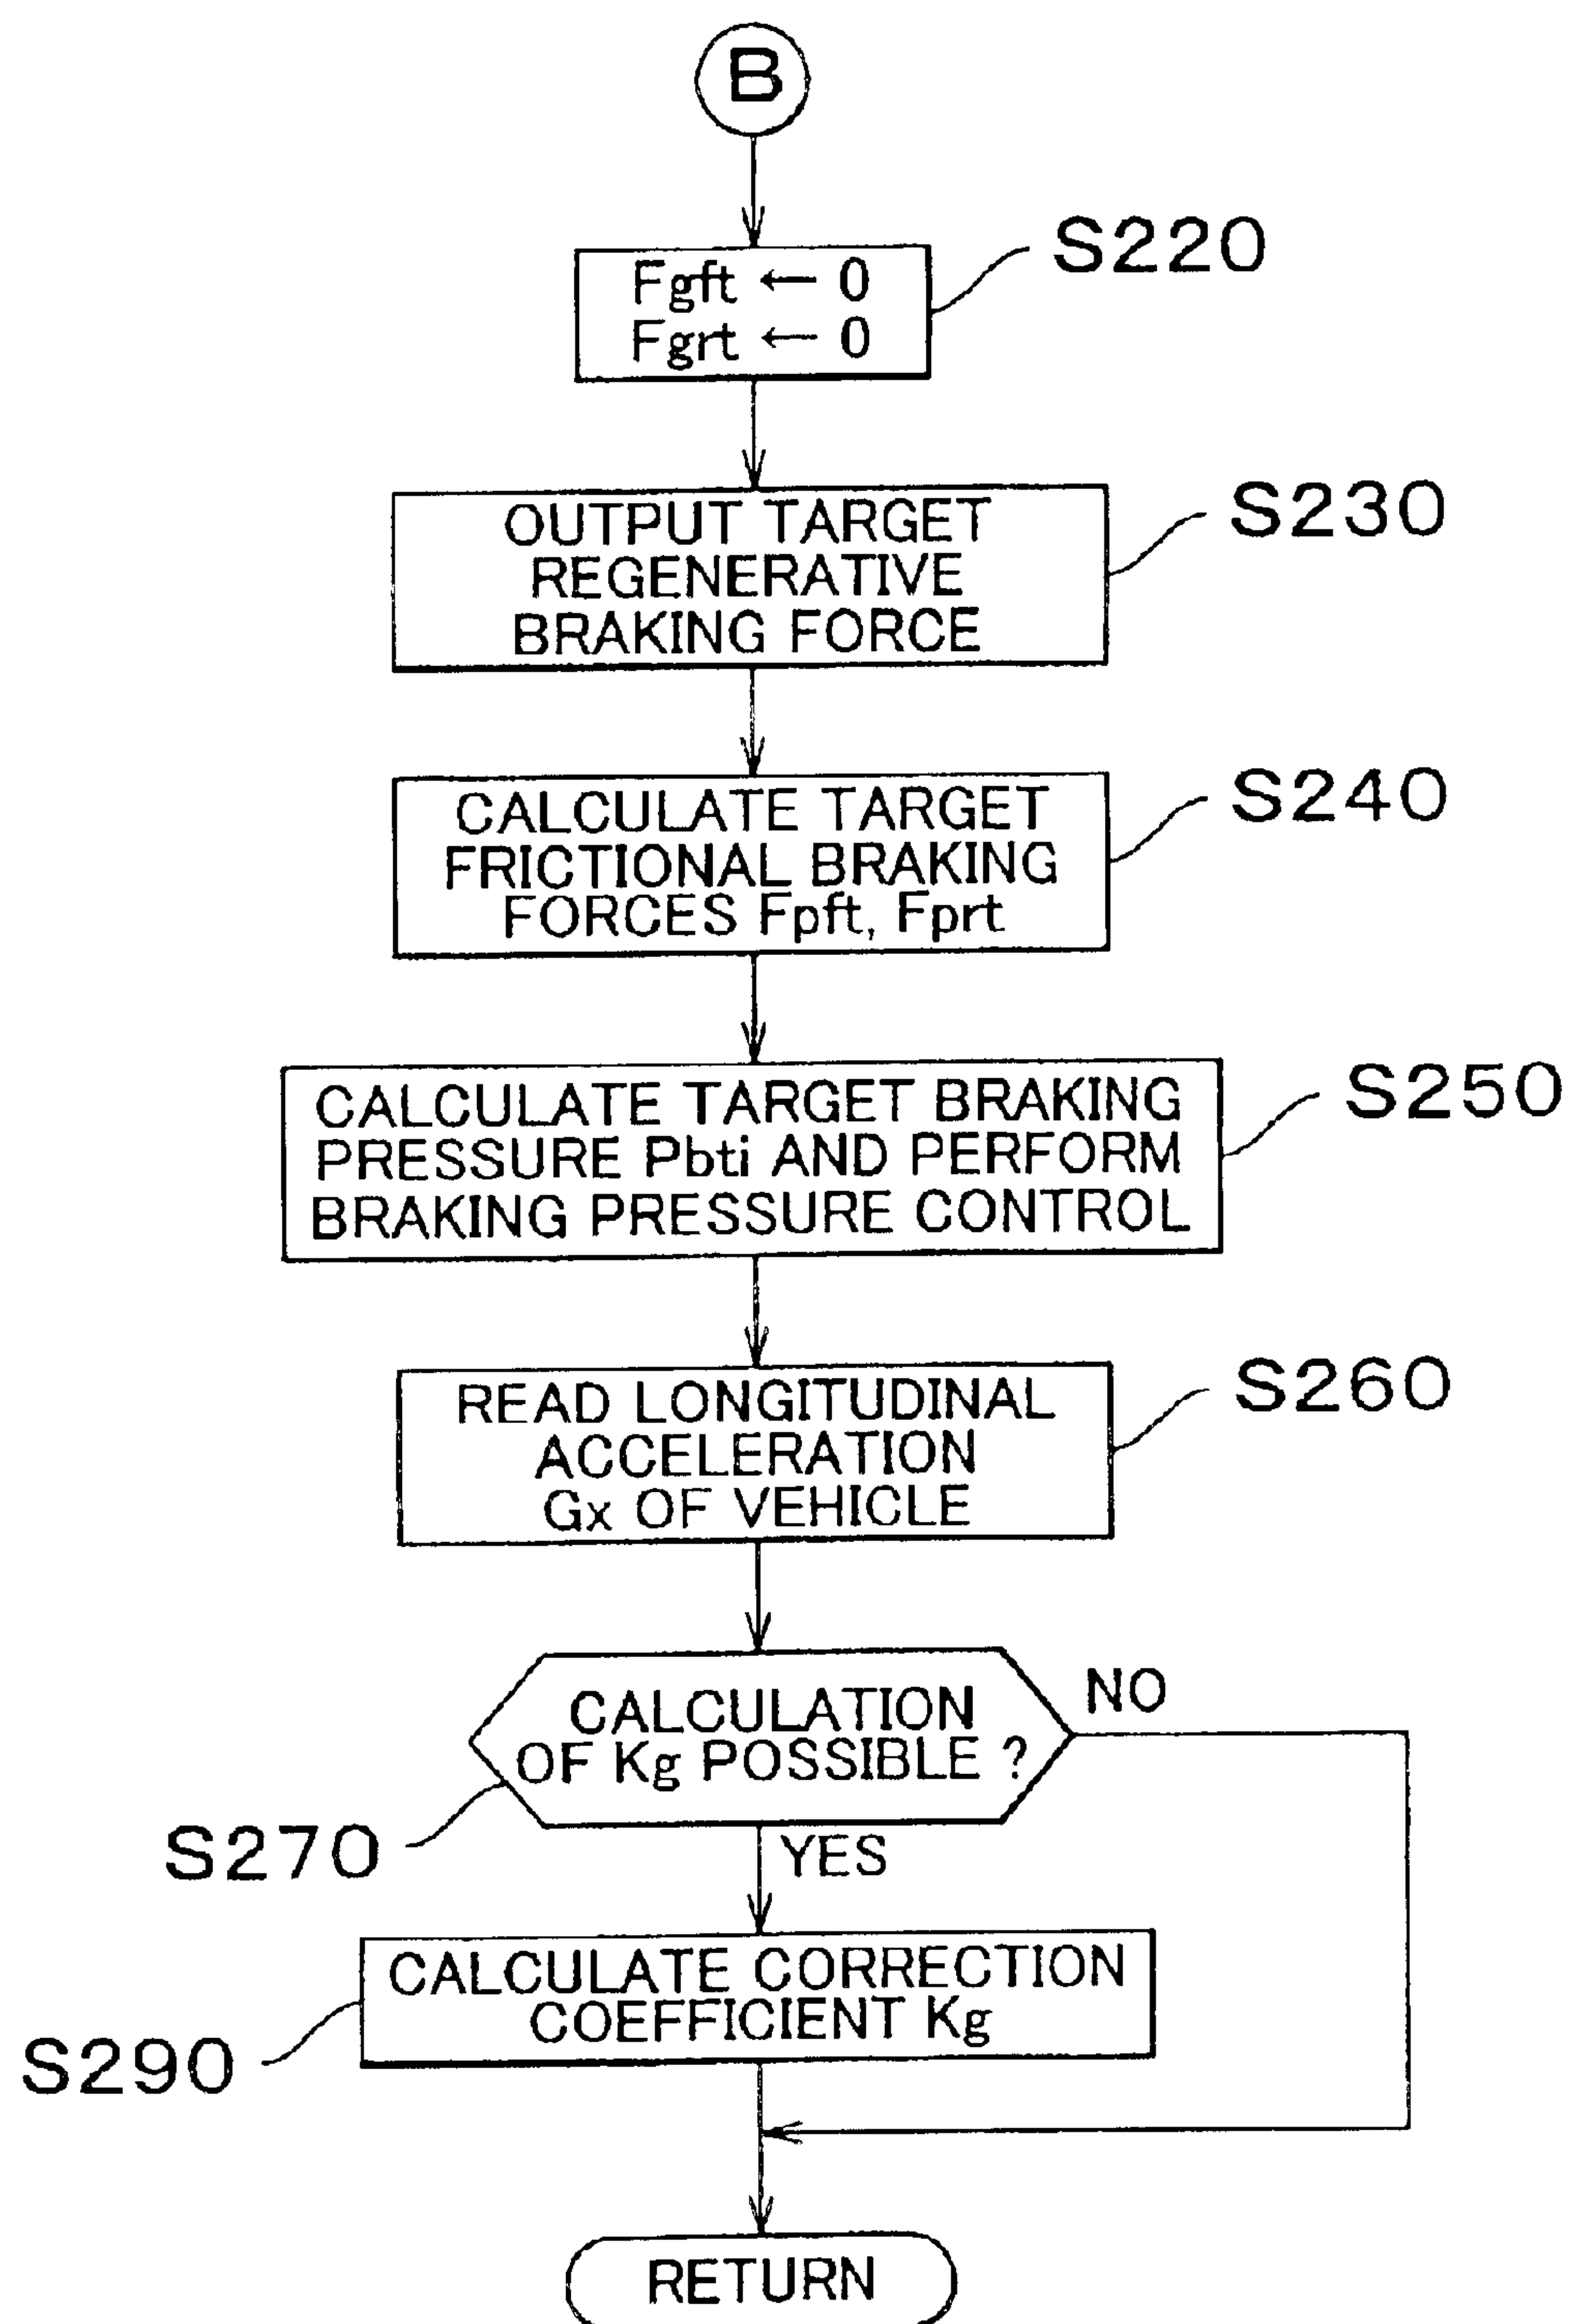 B
Fgft ← 0
Fgrt ← 0
S220
OUTPUT TARGET
REGENERATIVE
BRAKING FORCE
S230
CALCULATE TARGET
FRICTIONAL BRAKING
FORCES Fpft, Fprt
S240
CALCULATE TARGET BRAKING
PRESSURE Pbti AND PERFORM
BRAKING PRESSURE CONTROL
S250
READ LONGITUDINAL
ACCELERATION
Gx OF VEHICLE
S260
CALCULATION
OF Kg POSSIBLE ?
NO
S270
YES
CALCULATE CORRECTION
COEFFICIENT Kg
S290
RETURN